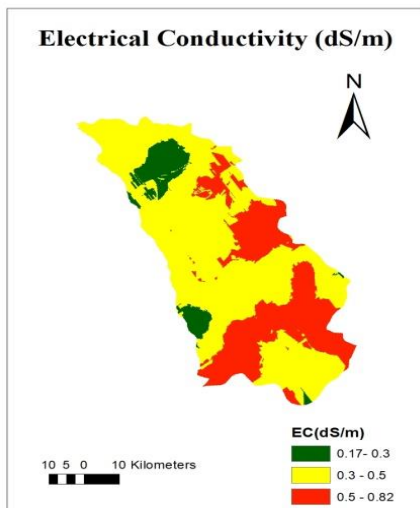 Electrical Conductivity (dS/m)
N
EC(dS/m)
0.17- 0.3
0.3 - 0.5
0.5 - 0.82
10 5 0 10 Kilometers